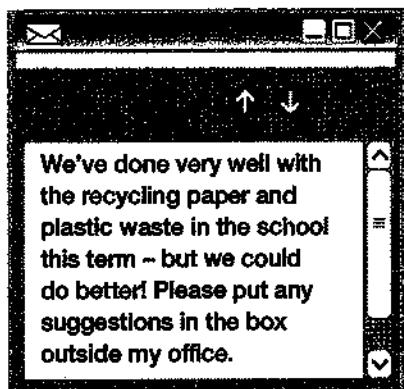 We've done very well with
the recycling paper and
plastic waste in the school
this term – but we could
do better! Please put any
suggestions in the box
outside my office.